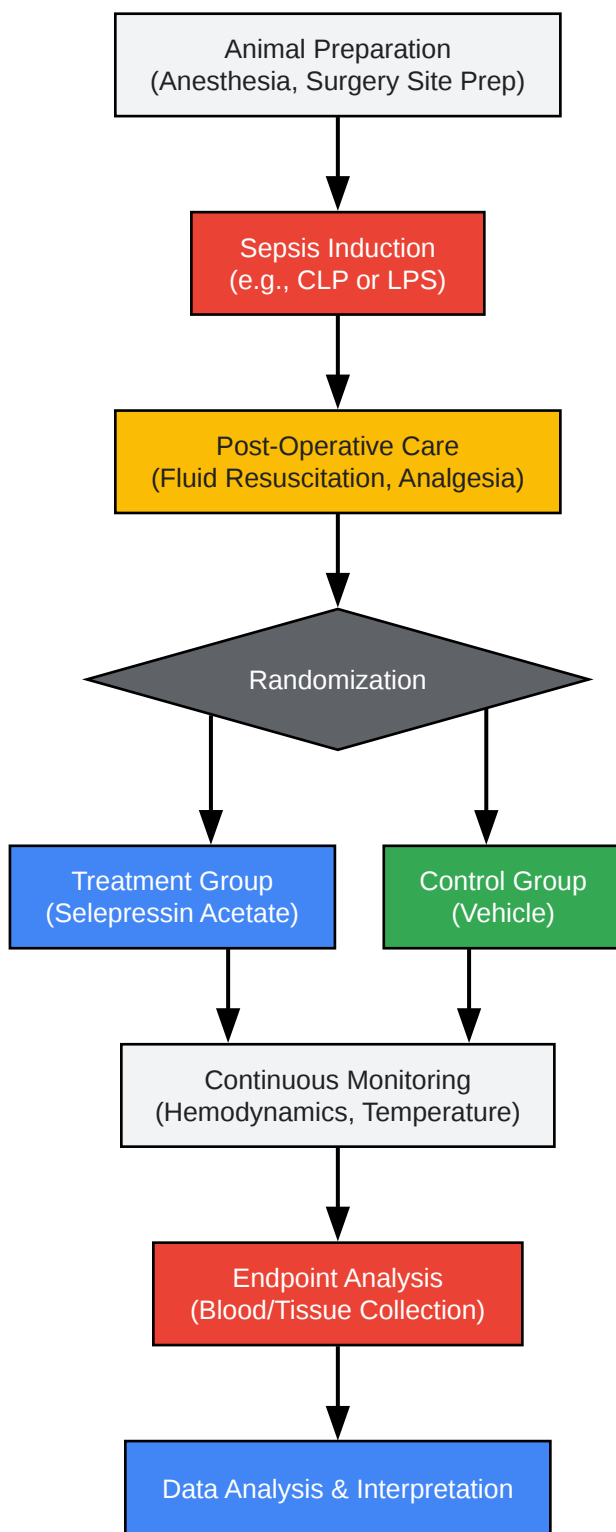 Animal Preparation
(Anesthesia, Surgery Site Prep)
Sepsis Induction
(e.g., CLP or LPS)
Post-Operative Care
(Fluid Resuscitation, Analgesia)
Randomization
Treatment Group
(Selepressin Acetate)
Control Group
(Vehicle)
Continuous Monitoring
(Hemodynamics, Temperature)
Endpoint Analysis
(Blood/Tissue Collection)
Data Analysis & Interpretation